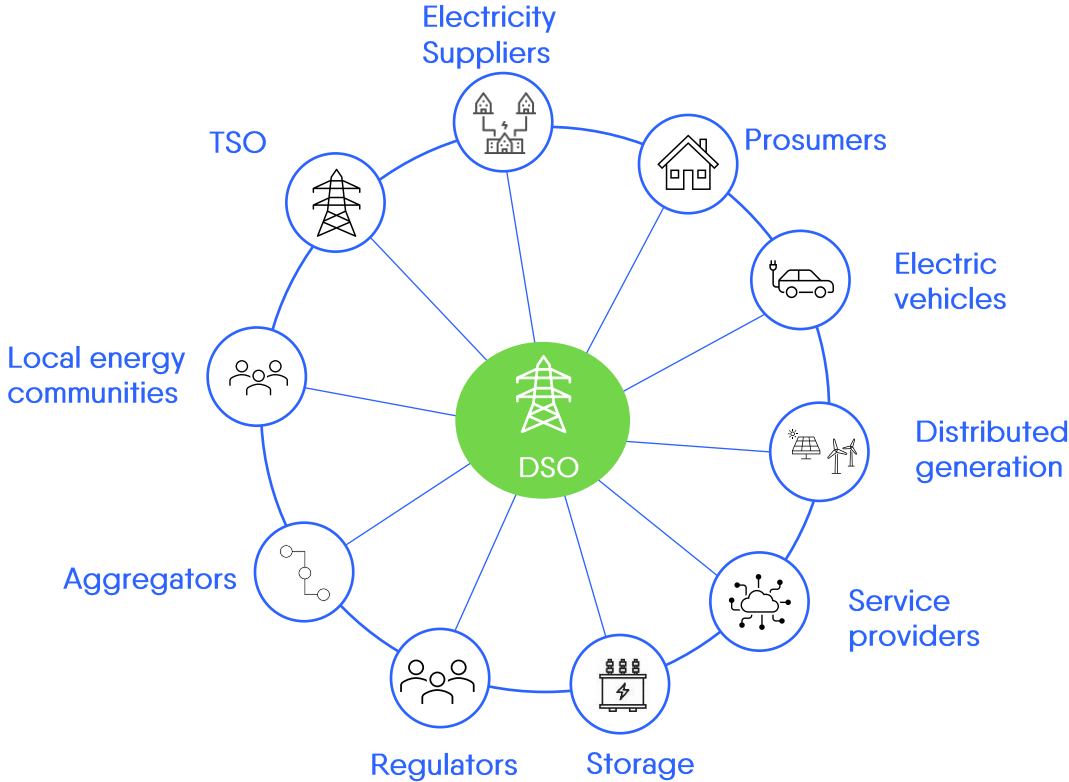 Electricity
Suppliers
TSO
Prosumers
Electric
vehicles
Local energy
communities
Distributed
generation
DSO
Aggregators
Service
providers
Regulators
Storage